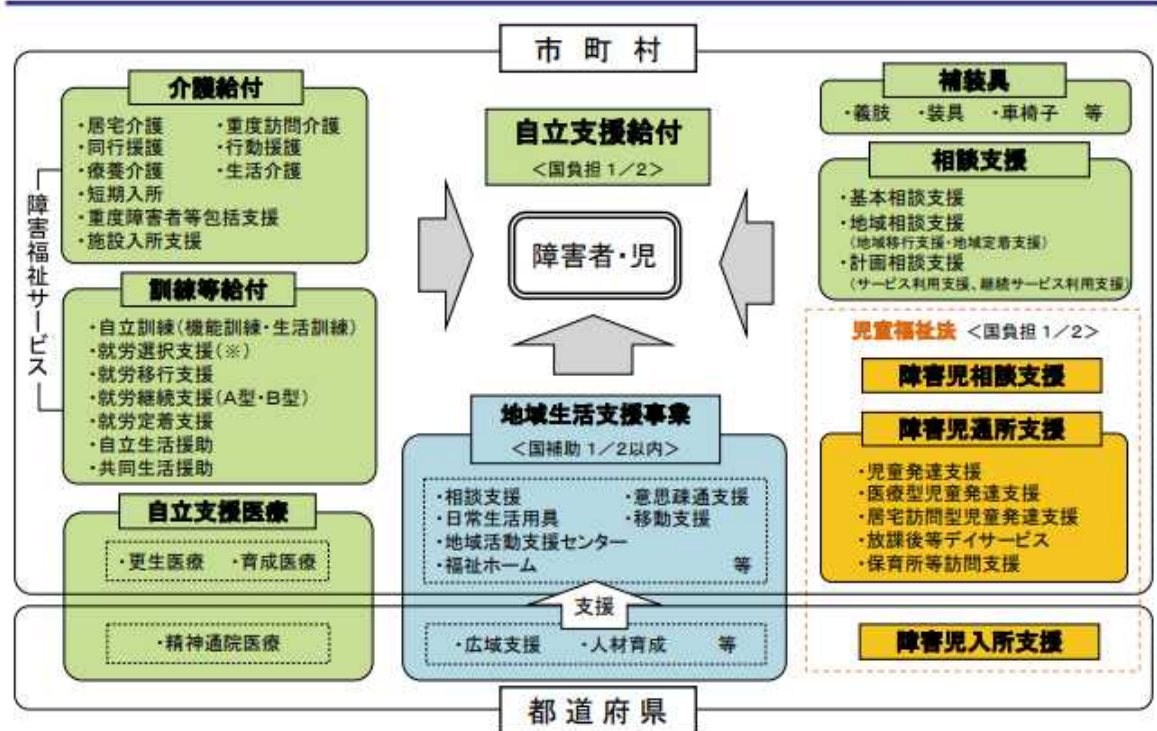 市町村
介護給付
・居宅介護 ・重度訪問介護
・同行援護 ・行動援護
・療養介護 ・生活介護
・短期入所
・重度障害者等包括支援
・施設入所支援
障害福祉サービス
訓練等給付
・自立訓練(機能訓練・生活訓練)
・就労選択支援(※)
・就労移行支援
・就労継続支援(A型・B型)
・就労定着支援
・自立生活援助
・共同生活援助
自立支援医療
・更生医療 ・育成医療
・精神通院医療
自立支援給付
<国負担1/2>
障害者・児
地域生活支援事業
<国補助1/2以内>
・相談支援 ・意思疎通支援
・日常生活用具 ・移動支援
・地域活動支援センター
・福祉ホーム 等
支援
・広域支援 ・人材育成 等
補装具
・義肢 ・装具 ・車椅子 等
相談支援
・基本相談支援
・地域相談支援
(地域移行支援・地域定着支援)
・計画相談支援
(サービス利用支援、継続サービス利用支援)
児童福祉法 <国負担1/2>
障害児相談支援
障害児通所支援
・児童発達支援
・医療型児童発達支援
・居宅訪問型児童発達支援
・放課後等デイサービス
・保育所等訪問支援
障害児入所支援
都道府県